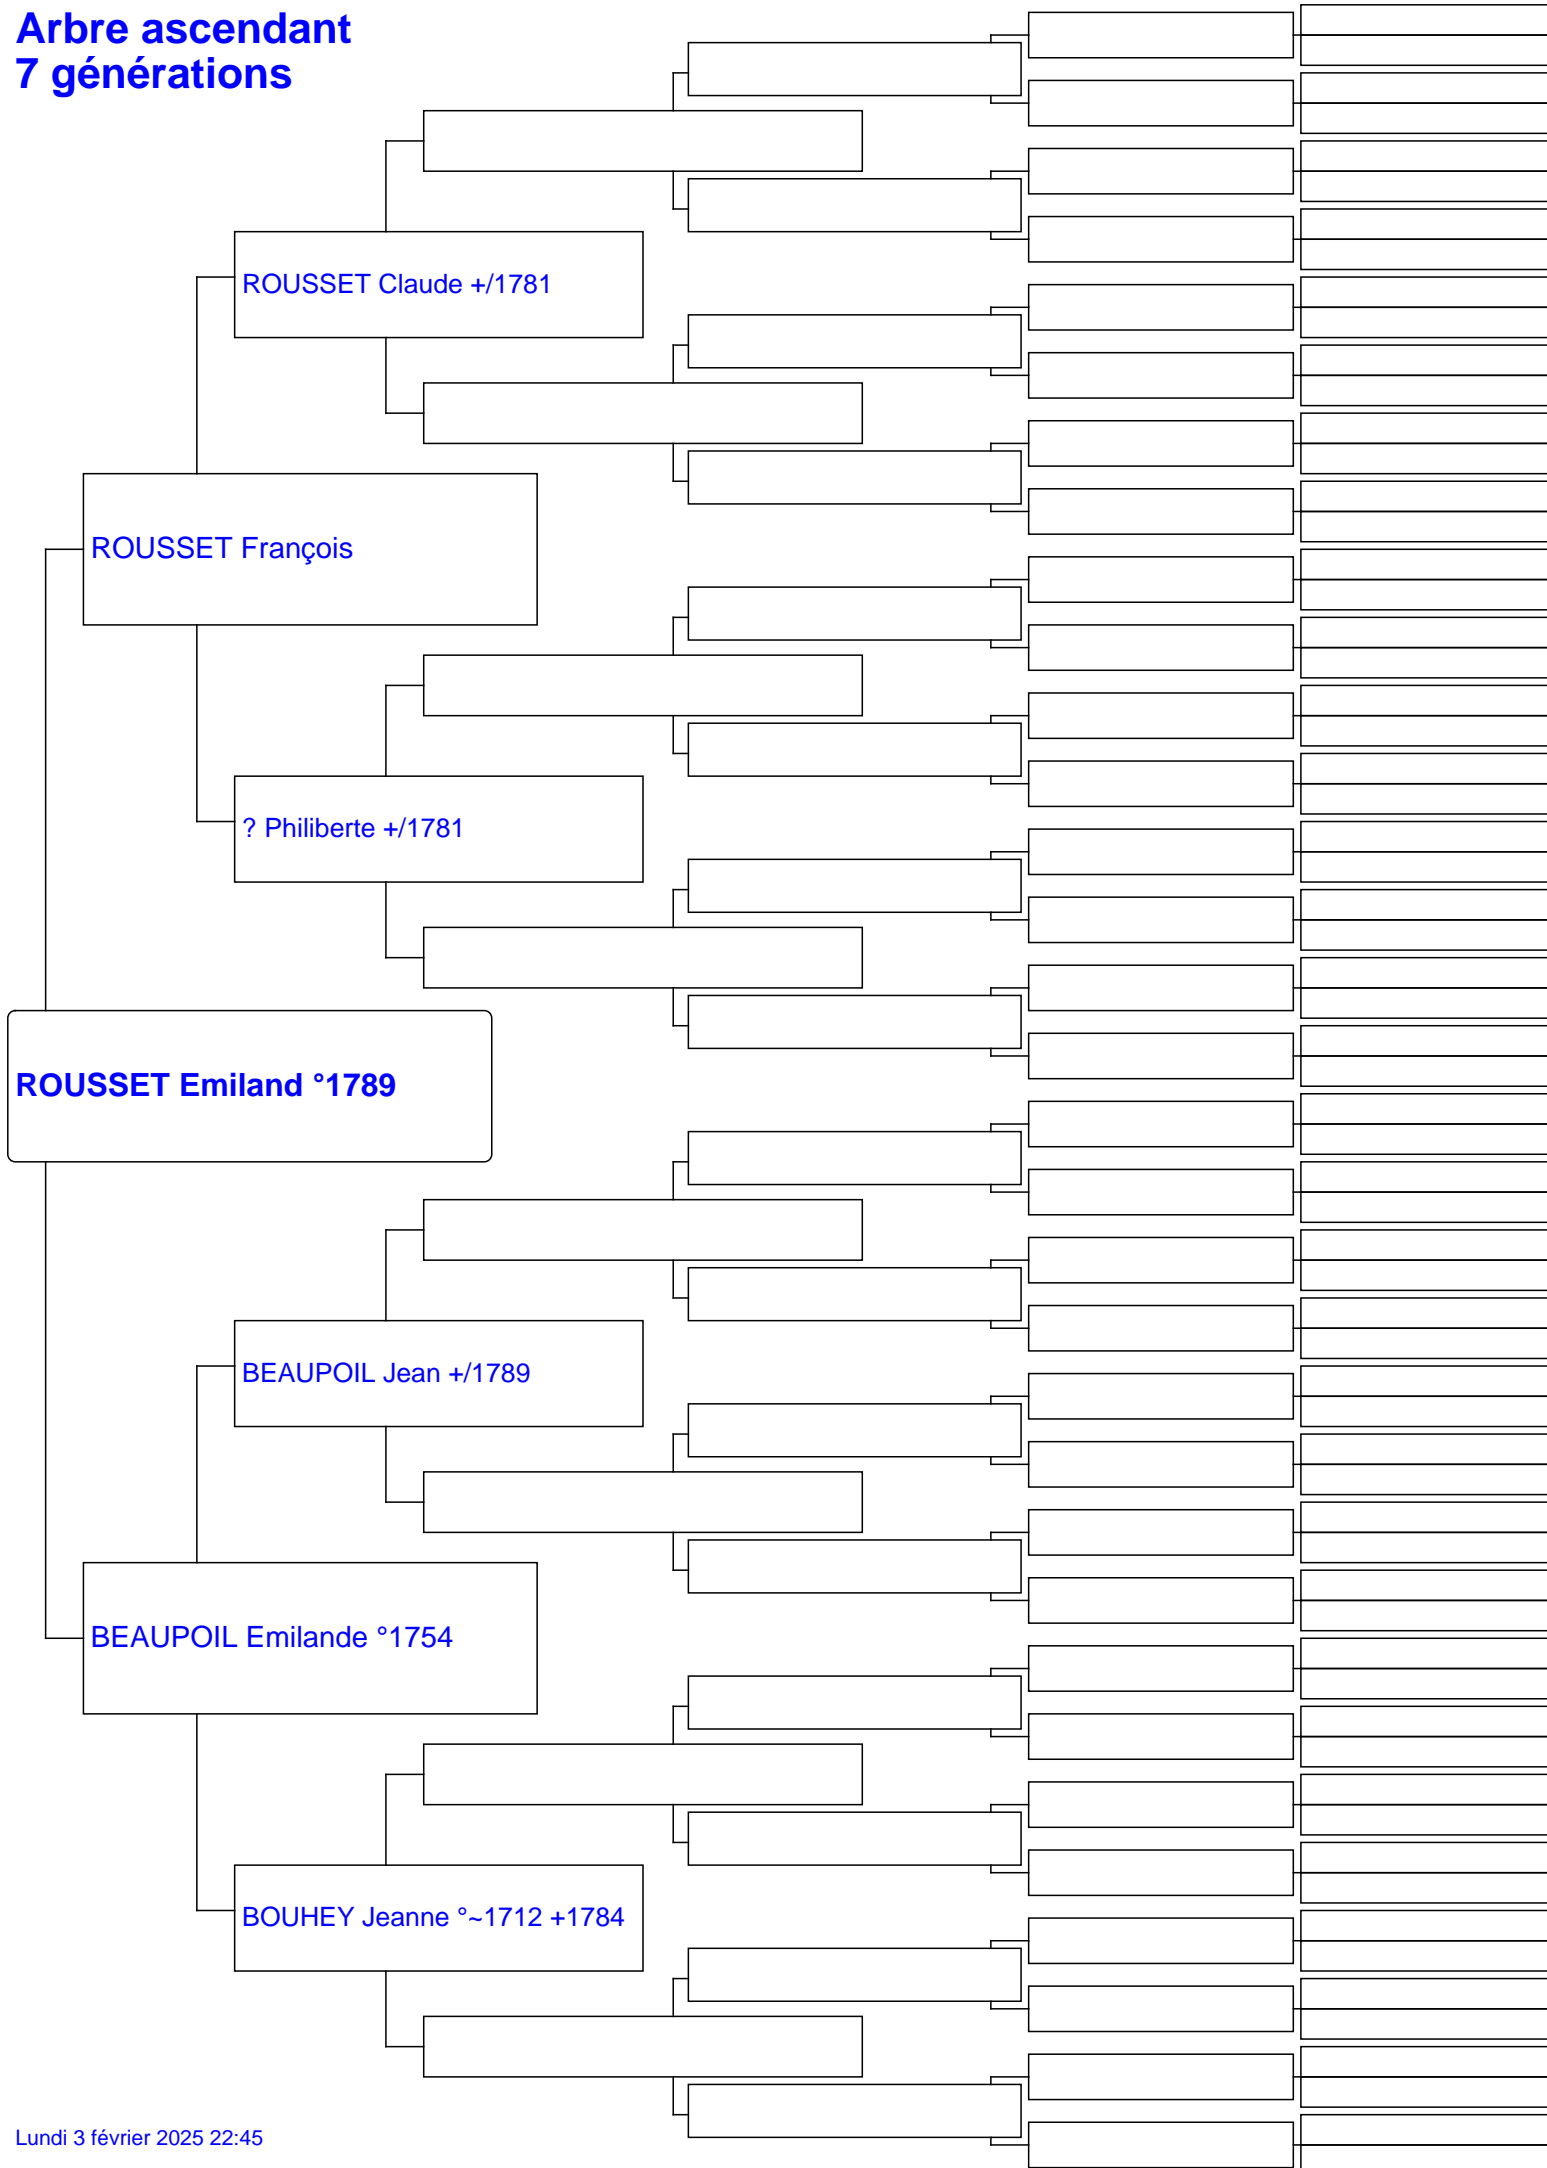 Arbre ascendant
7 générations
ROUSSET Claude +/1781
ROUSSET François
? Philiberte +/1781
ROUSSET Emiland °1789
BEAUPOIL Jean +/1789
BEAUPOIL Emilande °1754
BOUHEY Jeanne °~1712 +1784
Lundi 3 février 2025 22:45